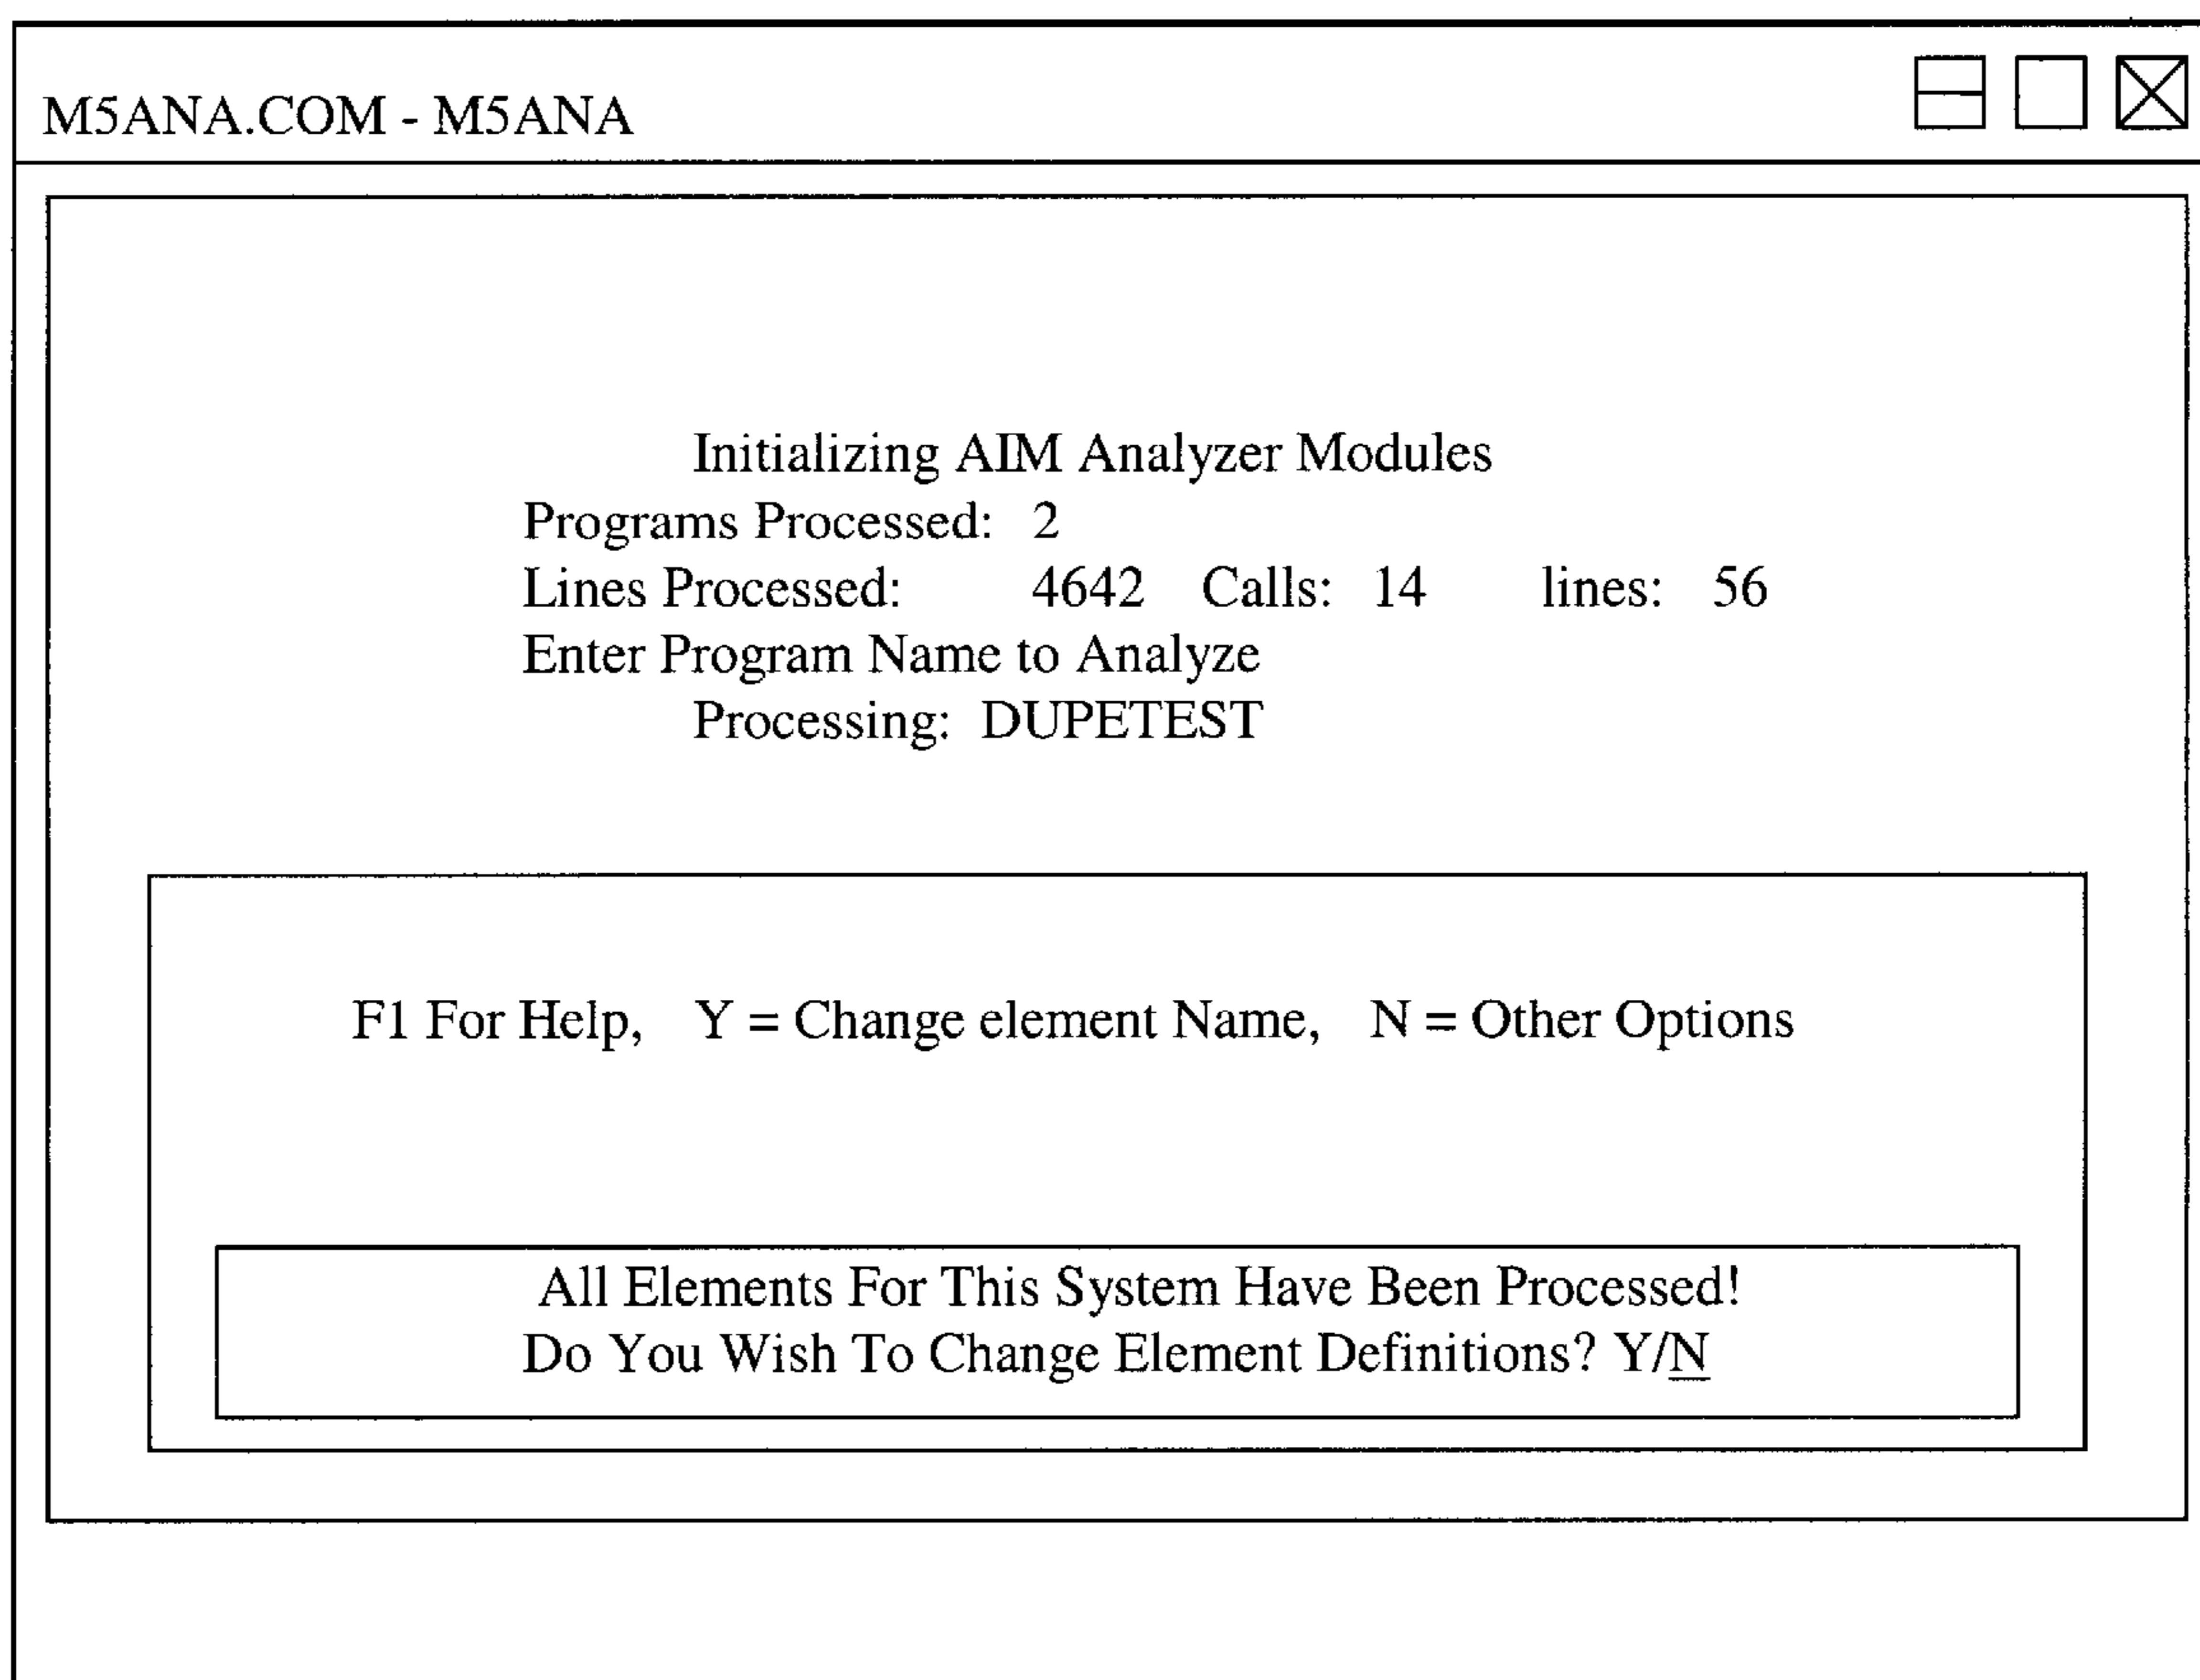 M5ANA.COM - M5ANA
Initializing AIM Analyzer Modules
Programs Processed: 2
Lines Processed: 4642 Calls: 14 lines: 56
Enter Program Name to Analyze
Processing: DUPETEST
F1 For Help, Y = Change element Name, N = Other Options
All Elements For This System Have Been Processed!
Do You Wish To Change Element Definitions? Y/N